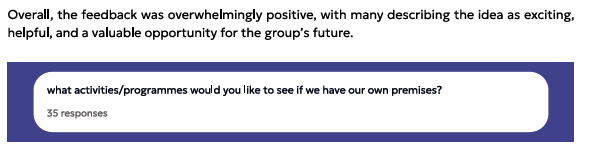 Overall, the feedback was overwhelmingly positive, with many describing the idea as exciting,
helpful, and a valuable opportunity for the group's future.
what activities/programmes would you like to see if we have our own premises?
35 responses